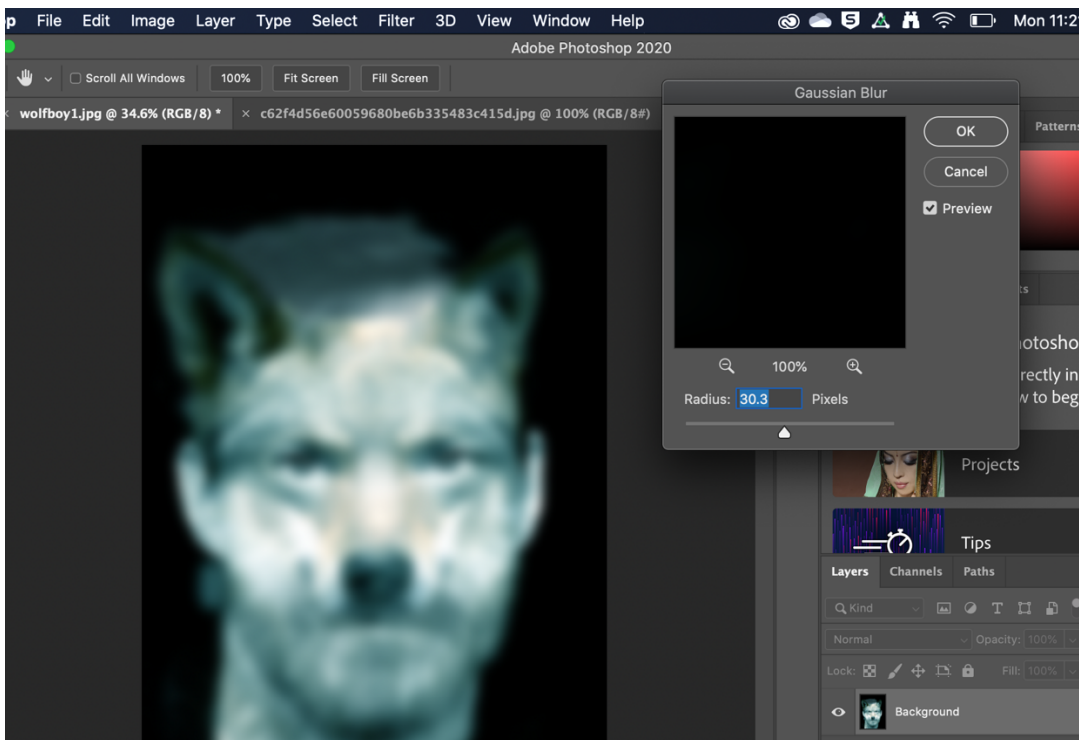 File Edit Image Layer Type Select Filter 3D View Window Help Mon 11:2
Adobe Photoshop 2020
Scroll All Windows 100% Fit Screen Fill Screen
wolfboy1.jpg @ 34.6% (RGB/8) * × c62f4d56e60059680be6b335483c415d.jpg @ 100% (RGB/8#)
Gaussian Blur
OK
Cancel
Preview
100%
Radius: 30.3 Pixels
Patterns
Projects
Tips
Layers Channels Paths
Kind
Normal Opacity: 100%
Lock: Fill: 100%
Background